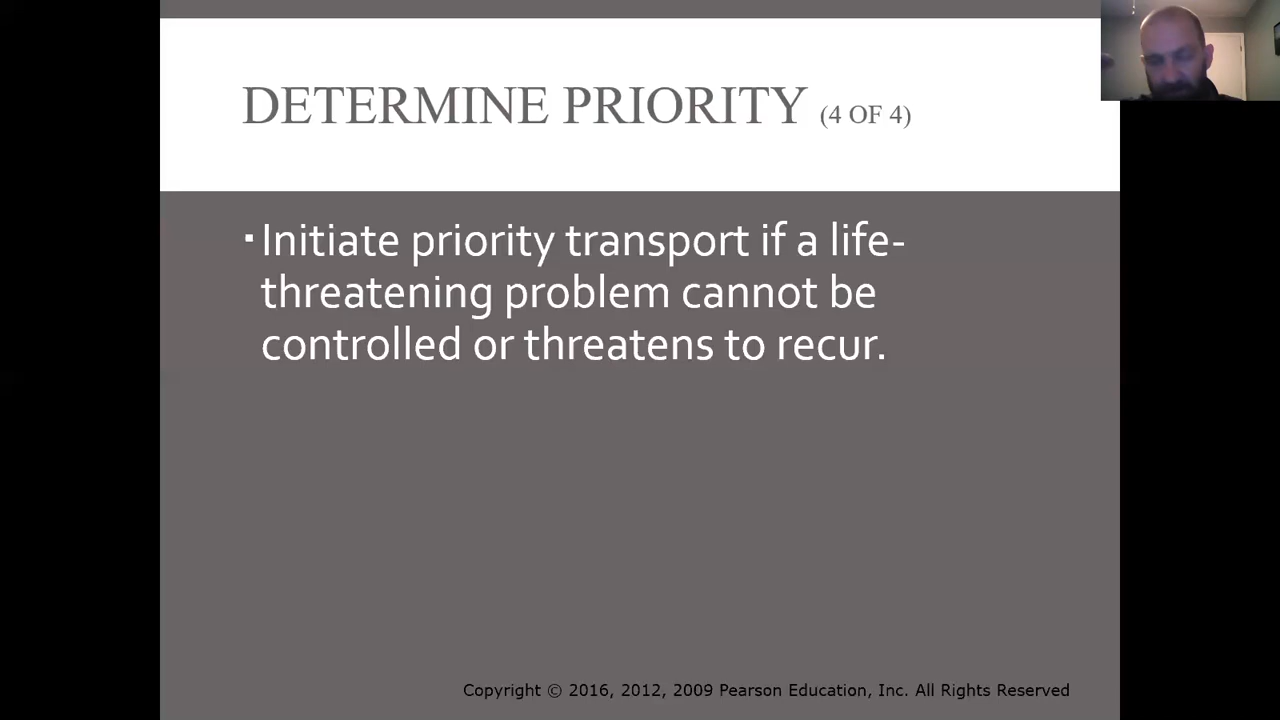 DETERMINE PRIORITY (4 OF 4)
▪Initiate priority transport if a life-
threatening problem cannot be
controlled or threatens to recur.
Copyright © 2016, 2012, 2009 Pearson Education, Inc. All Rights Reserved